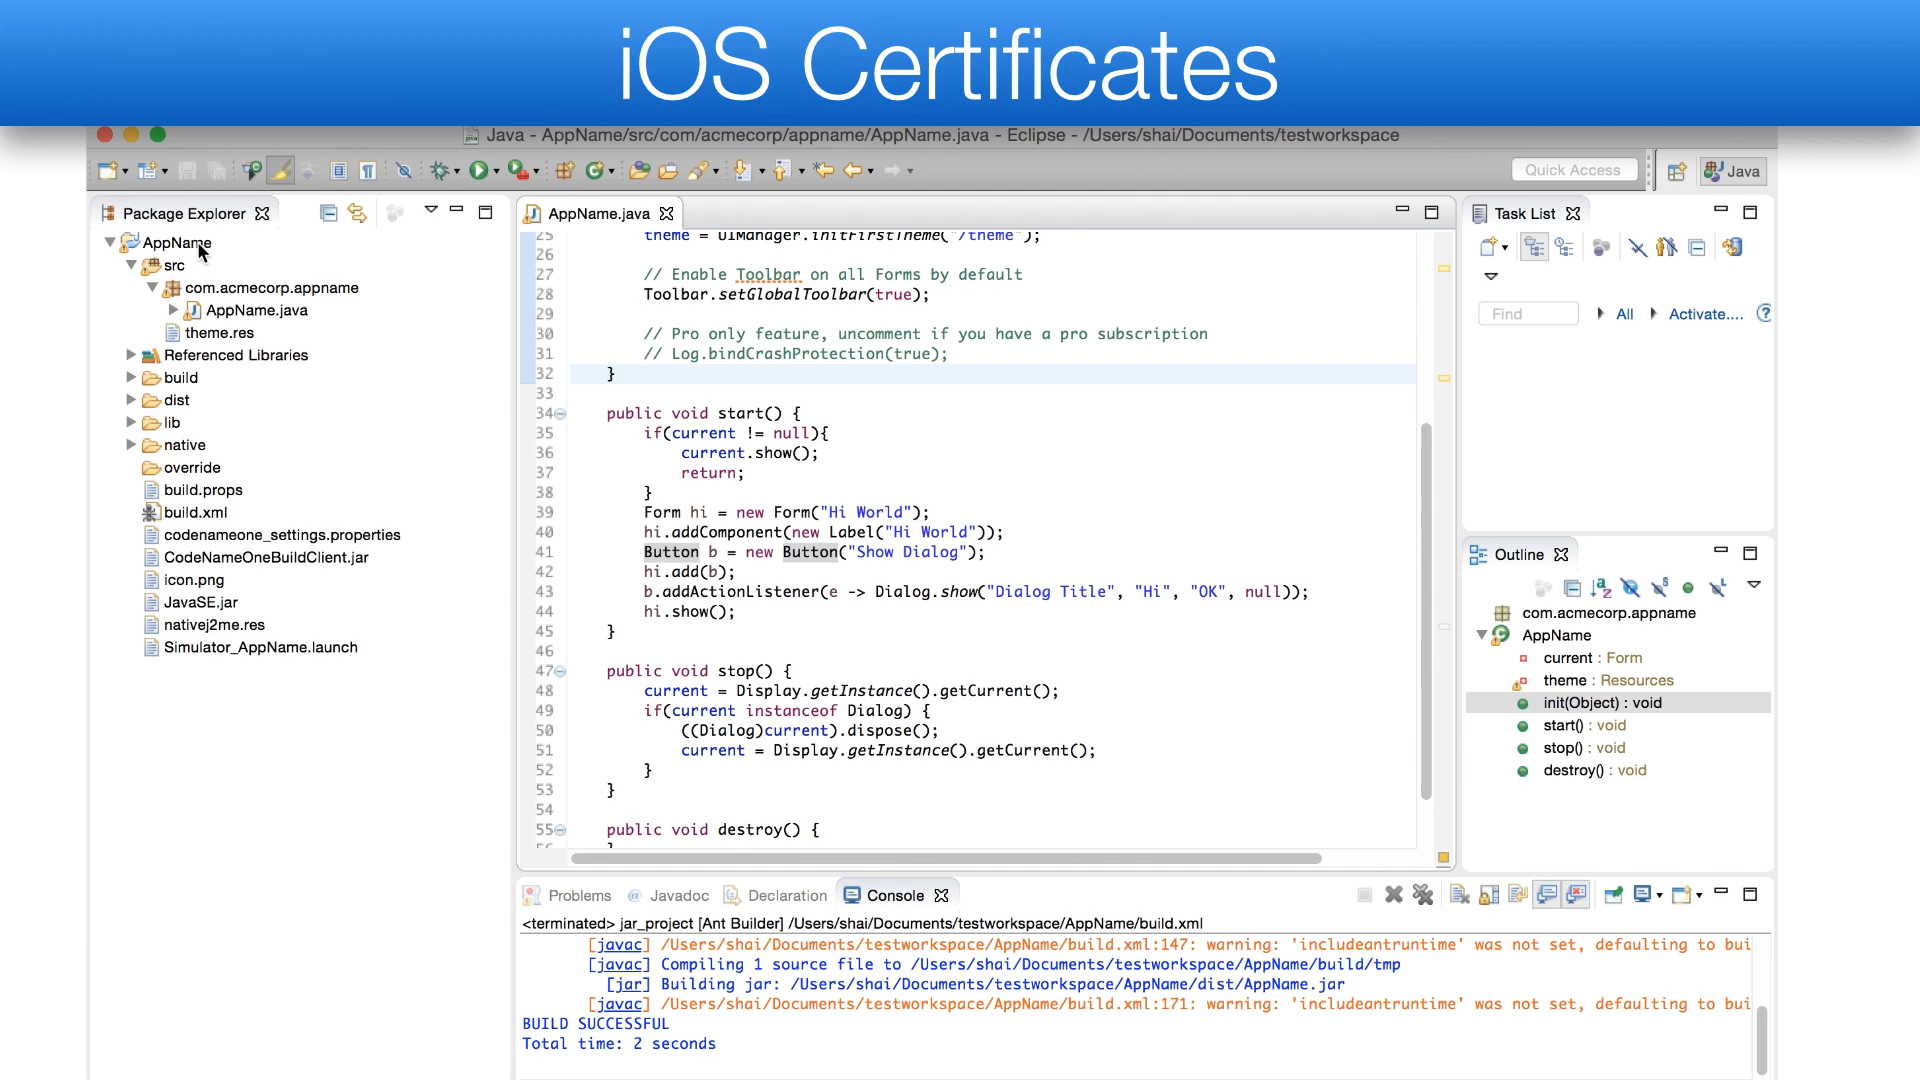 iOS Certificates
Java - AppName/src/com/acmecorp/appname/AppName.java - Eclipse - /Users/shai/Documents/testworkspace
Quick Access
Java
Package Explorer
AppName
src
com.acmecorp.appname
AppName.java
theme.res
Referenced Libraries
build
dist
lib
native
override
build.props
build.xml
codenameone_settings.properties
CodeNameOneBuildClient.jar
icon.png
JavaSE.jar
nativej2me.res
Simulator_AppName.launch
AppName.java
25 theme = UIManager.initFirstTheme("/theme");
26
27 // Enable Toolbar on all Forms by default
28 Toolbar.setGlobalToolbar(true);
29
30 // Pro only feature, uncomment if you have a pro subscription
31 // Log.bindCrashProtection(true);
32 }
33
34 public void start() {
35 if(current != null){
36 current.show();
37 return;
38 }
39 Form hi = new Form("Hi World");
40 hi.addComponent(new Label("Hi World"));
41 Button b = new Button("Show Dialog");
42 hi.add(b);
43 b.addActionListener(e -> Dialog.show("Dialog Title", "Hi", "OK", null));
44 hi.show();
45 }
46
47 public void stop() {
48 current = Display.getInstance().getCurrent();
49 if(current instanceof Dialog) {
50 ((Dialog)current).dispose();
51 current = Display.getInstance().getCurrent();
52 }
53 }
54
55 public void destroy() {
Task List
Find
All
Activate....
Outline
com.acmecorp.appname
AppName
current : Form
theme : Resources
init(Object) : void
start() : void
stop() : void
destroy() : void
Problems
@ Javadoc
Declaration
Console
<terminated> jar_project [Ant Builder] /Users/shai/Documents/testworkspace/AppName/build.xml
[javac] /Users/shai/Documents/testworkspace/AppName/build.xml:147: warning: 'includeantruntime' was not set, defaulting to bui
[javac] Compiling 1 source file to /Users/shai/Documents/testworkspace/AppName/build/tmp
[jar] Building jar: /Users/shai/Documents/testworkspace/AppName/dist/AppName.jar
[javac] /Users/shai/Documents/testworkspace/AppName/build.xml:171: warning: 'includeantruntime' was not set, defaulting to bui
BUILD SUCCESSFUL
Total time: 2 seconds